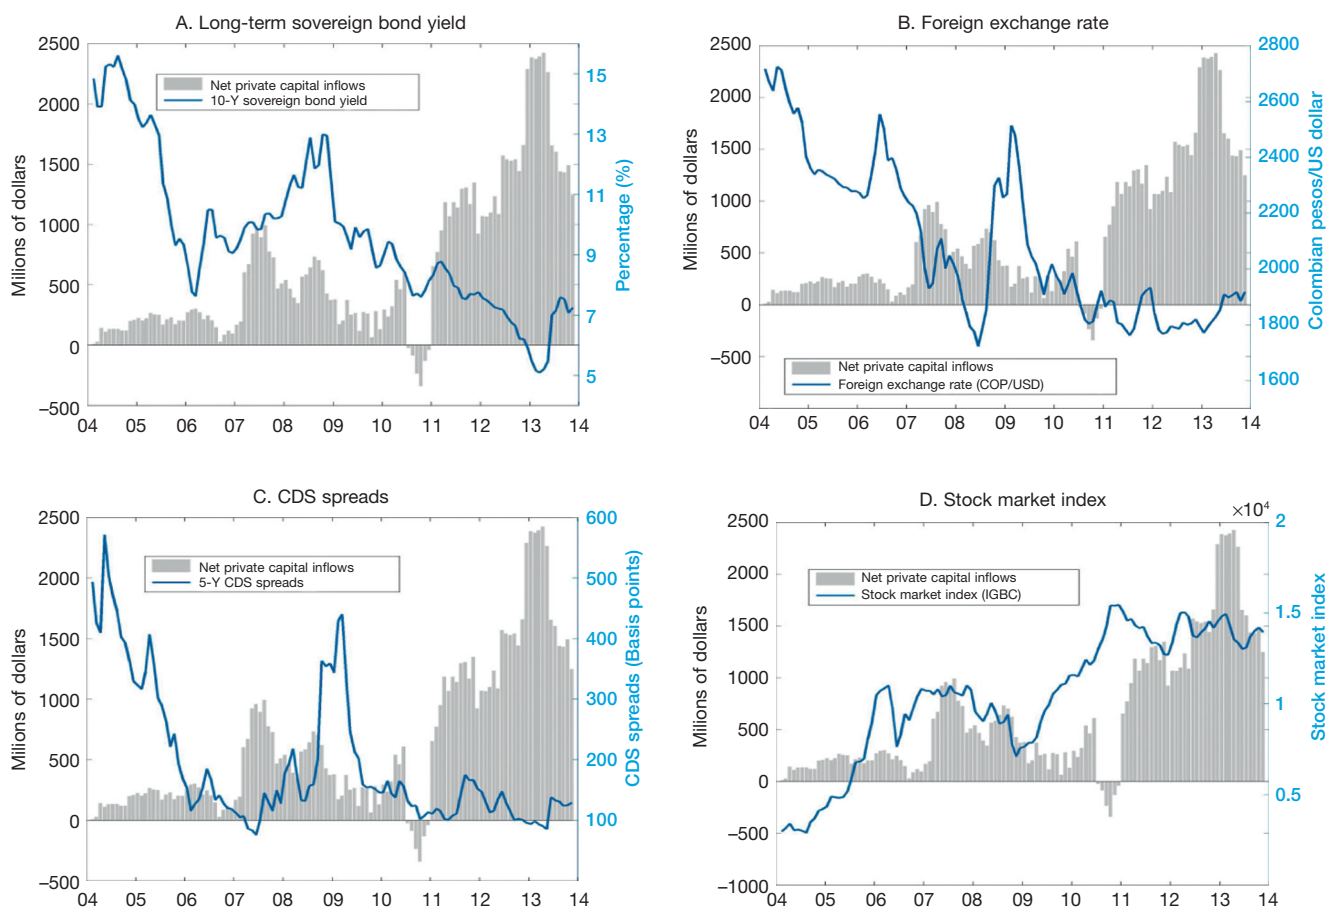 A. Long-term sovereign bond yield
2500
2000
1500
1000
500
0
−500
Milions of dollars
Net private capital inflows
10-Y sovereign bond yield
15
13
11
9
7
5
Percentage (%)
04 05 06 07 08 09 10 11 12 13 14
B. Foreign exchange rate
2500
2000
1500
1000
500
0
−500
Milions of dollars
Net private capital inflows
Foreign exchange rate (COP/USD)
2800
2600
2400
2200
2000
1800
1600
Colombian pesos/US dollar
04 05 06 07 08 09 10 11 12 13 14
C. CDS spreads
2500
2000
1500
1000
500
0
−500
Milions of dollars
Net private capital inflows
5-Y CDS spreads
600
500
400
300
200
100
CDS spreads (Basis points)
04 05 06 07 08 09 10 11 12 13 14
D. Stock market index
×10⁴
2500
2000
1500
1000
500
0
−500
−1000
Milions of dollars
Net private capital inflows
Stock market index (IGBC)
2
1.5
1
0.5
Stock market index
04 05 06 07 08 09 10 11 12 13 14